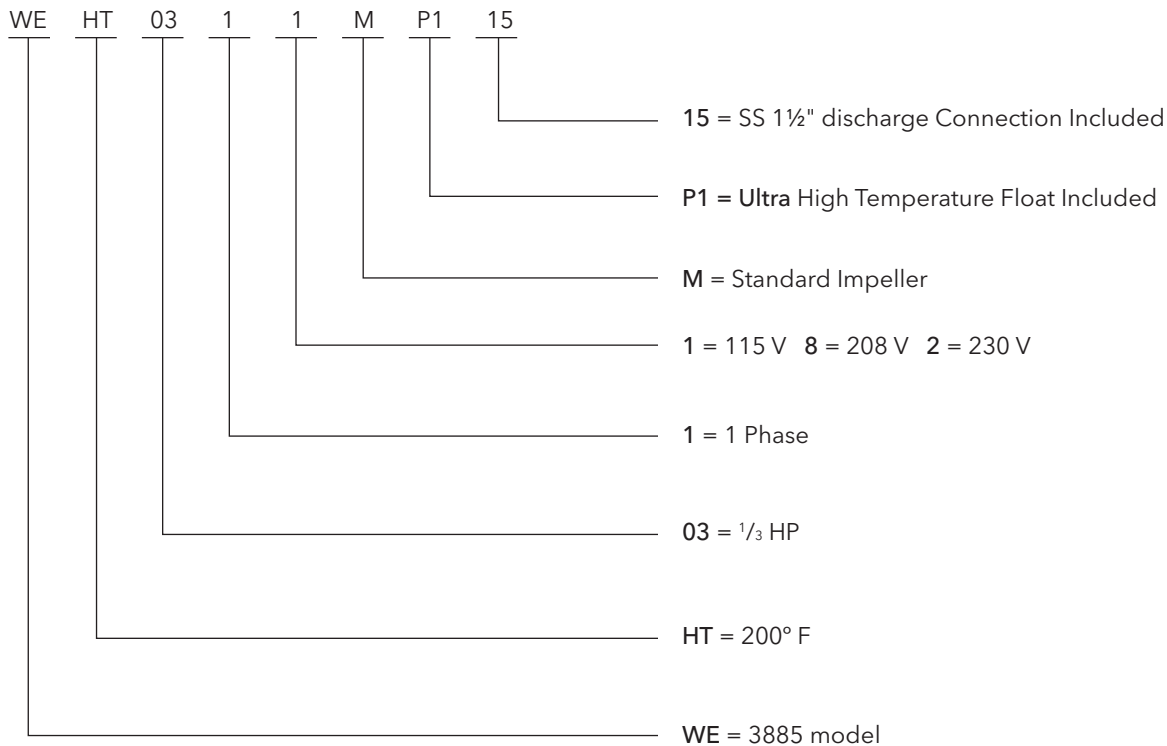 WE HT 03 1 1 M P1 15
15 = SS 1½" discharge Connection Included
P1 = Ultra High Temperature Float Included
M = Standard Impeller
1 = 115 V 8 = 208 V 2 = 230 V
1 = 1 Phase
03 = 1/3 HP
HT = 200º F
WE = 3885 model